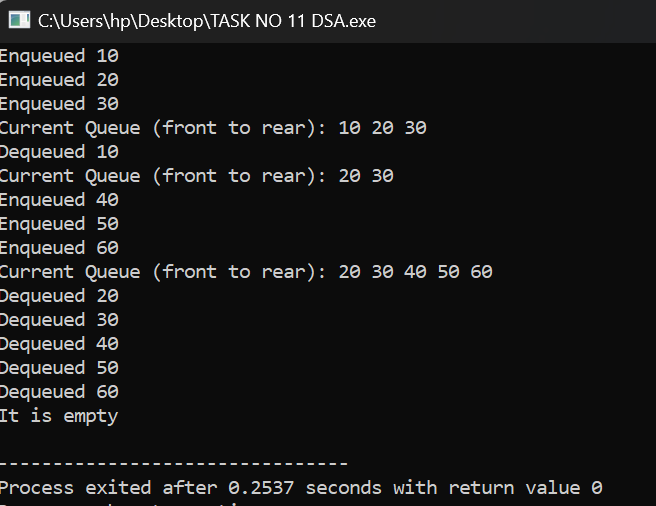 C:\Users\hp\Desktop\TASK NO 11 DSA.exe
Enqueued 10
Enqueued 20
Enqueued 30
Current Queue (front to rear): 10 20 30
Dequeued 10
Current Queue (front to rear): 20 30
Enqueued 40
Enqueued 50
Enqueued 60
Current Queue (front to rear): 20 30 40 50 60
Dequeued 20
Dequeued 30
Dequeued 40
Dequeued 50
Dequeued 60
It is empty
--------------------------------
Process exited after 0.2537 seconds with return value 0